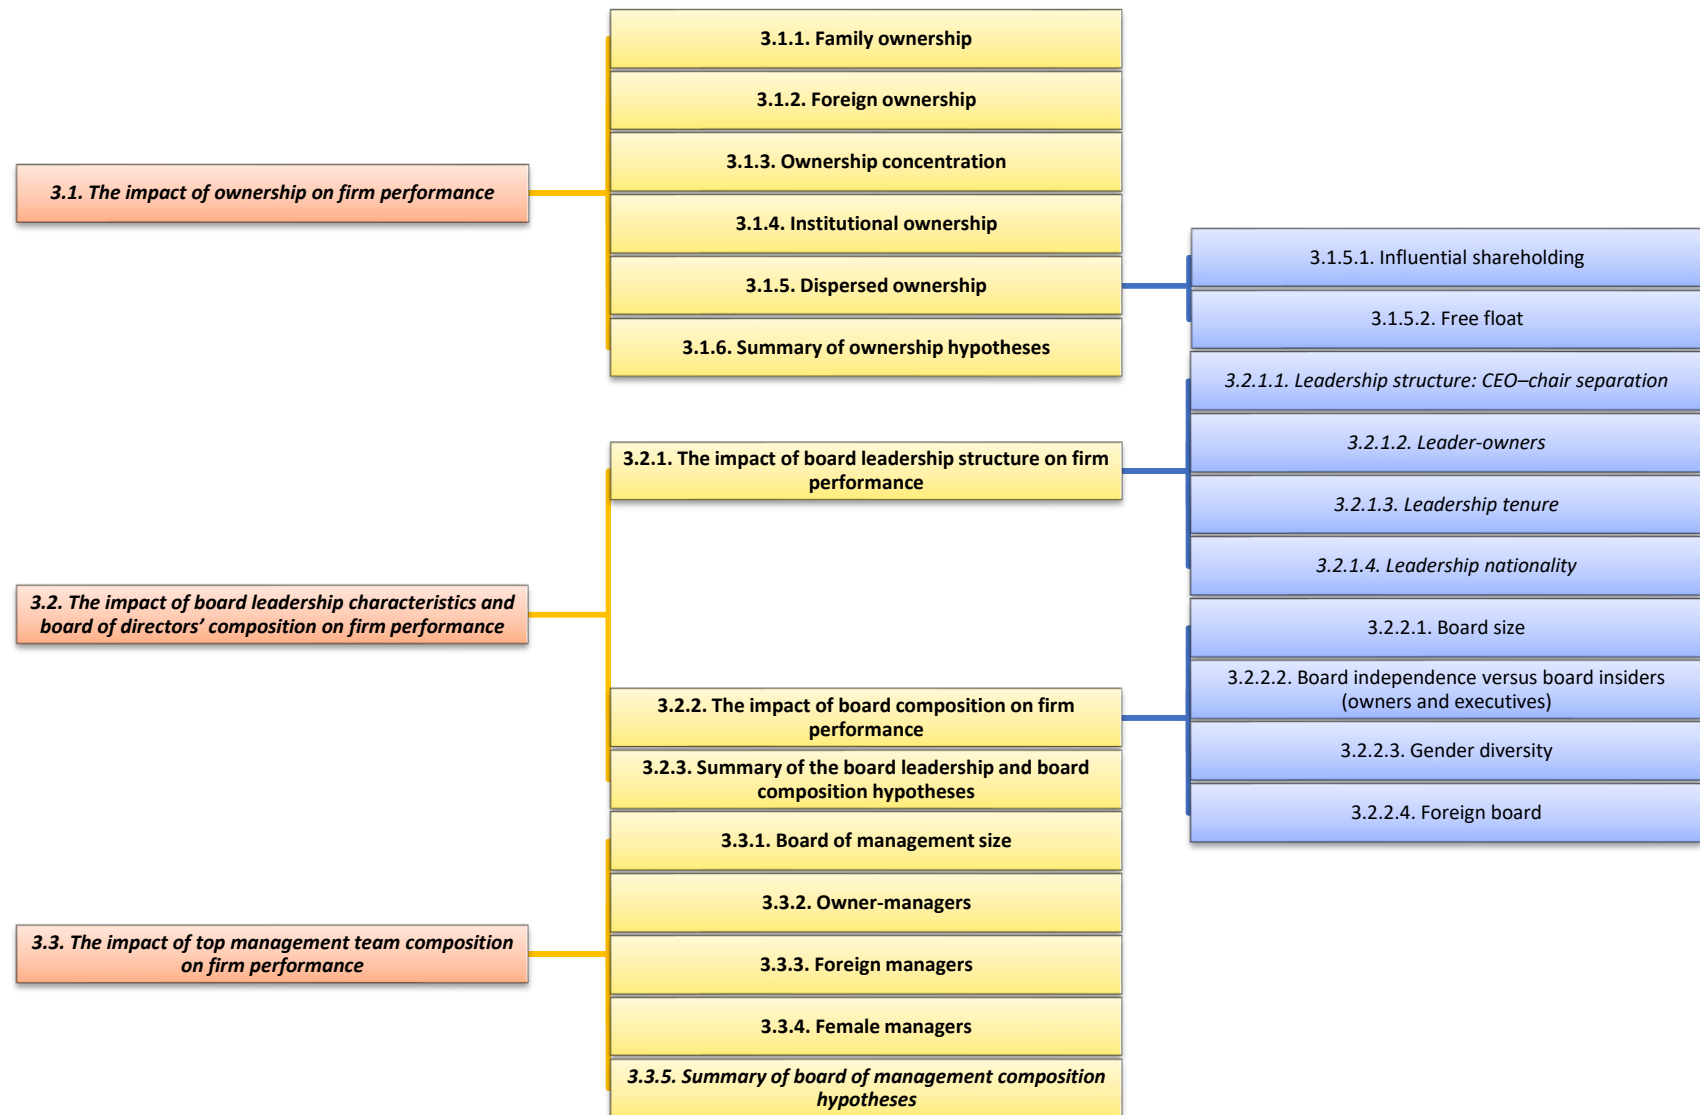 3.1. The impact of ownership on firm performance
3.1.1. Family ownership
3.1.2. Foreign ownership
3.1.3. Ownership concentration
3.1.4. Institutional ownership
3.1.5. Dispersed ownership
3.1.5.1. Influential shareholding
3.1.5.2. Free float
3.1.6. Summary of ownership hypotheses
3.2. The impact of board leadership characteristics and
board of directors’ composition on firm performance
3.2.1. The impact of board leadership structure on firm
performance
3.2.1.1. Leadership structure: CEO–chair separation
3.2.1.2. Leader-owners
3.2.1.3. Leadership tenure
3.2.1.4. Leadership nationality
3.2.2. The impact of board composition on firm
performance
3.2.2.1. Board size
3.2.2.2. Board independence versus board insiders
(owners and executives)
3.2.2.3. Gender diversity
3.2.2.4. Foreign board
3.2.3. Summary of the board leadership and board
composition hypotheses
3.3. The impact of top management team composition
on firm performance
3.3.1. Board of management size
3.3.2. Owner-managers
3.3.3. Foreign managers
3.3.4. Female managers
3.3.5. Summary of board of management composition
hypotheses